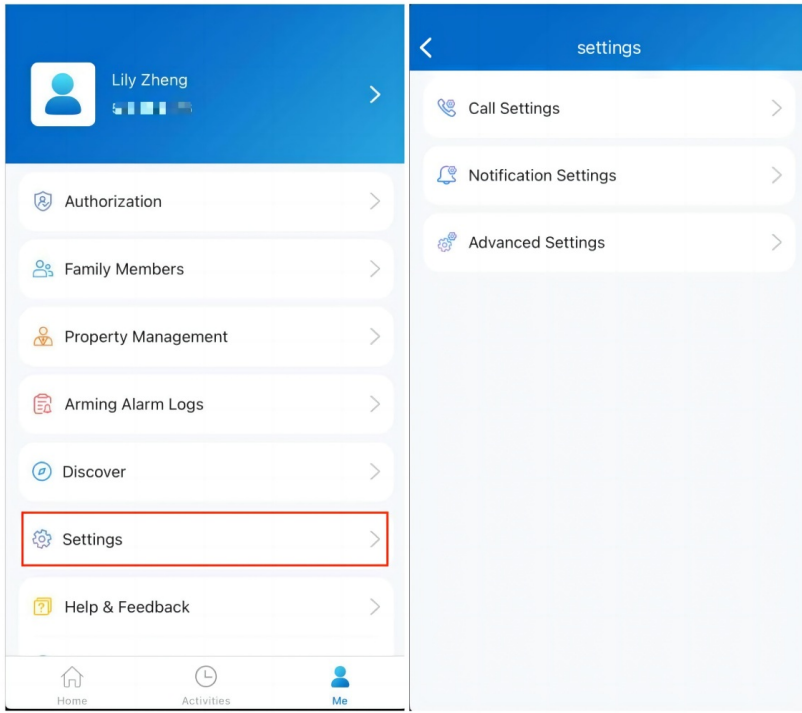 Lily Zheng
Authorization
Family Members
Property Management
Arming Alarm Logs
Discover
Settings
Help & Feedback
Home
Activities
Me
settings
Call Settings
Notification Settings
Advanced Settings